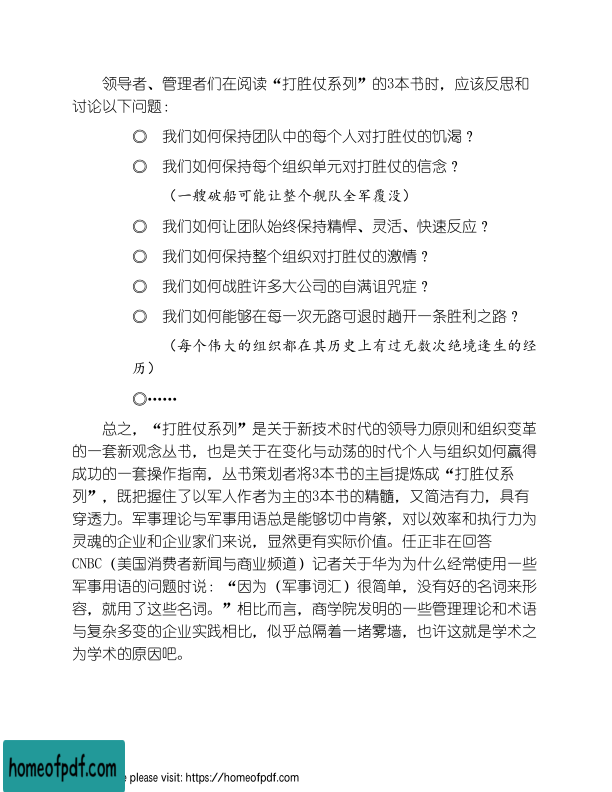 领导者、管理者们在阅读“打胜仗系列”的3本书时，应该反思和
讨论以下问题：
◎ 我们如何保持团队中的每个人对打胜仗的饥渴？
◎ 我们如何保持每个组织单元对打胜仗的信念？
（一艘破船可能让整个舰队全军覆没）
◎ 我们如何让团队始终保持精悍、灵活、快速反应？
◎ 我们如何保持整个组织对打胜仗的激情？
◎ 我们如何战胜许多大公司的自满诅咒症？
◎ 我们如何能够在每一次无路可退时趟开一条胜利之路？
（每个伟大的组织都在其历史上有过无数次绝境逢生的经
历）
◎……
总之，“打胜仗系列”是关于新技术时代的领导力原则和组织变革
的一套新观念丛书，也是关于在变化与动荡的时代个人与组织如何赢得
成功的一套操作指南，丛书策划者将3本书的主旨提炼成“打胜仗系
列”，既把握住了以军人作者为主的3本书的精髓，又简洁有力，具有
穿透力。军事理论与军事用语总是能够切中肯綮，对以效率和执行力为
灵魂的企业和企业家们来说，显然更有实际价值。任正非在回答
CNBC（美国消费者新闻与商业频道）记者关于华为为什么经常使用一些
军事用语的问题时说：“因为（军事词汇）很简单，没有好的名词来形
容，就用了这些名词。”相比而言，商学院发明的一些管理理论和术语
与复杂多变的企业实践相比，似乎总隔着一堵雾墙，也许这就是学术之
为学术的原因吧。
homeofpdf.com
e please visit: https://homeofpdf.com